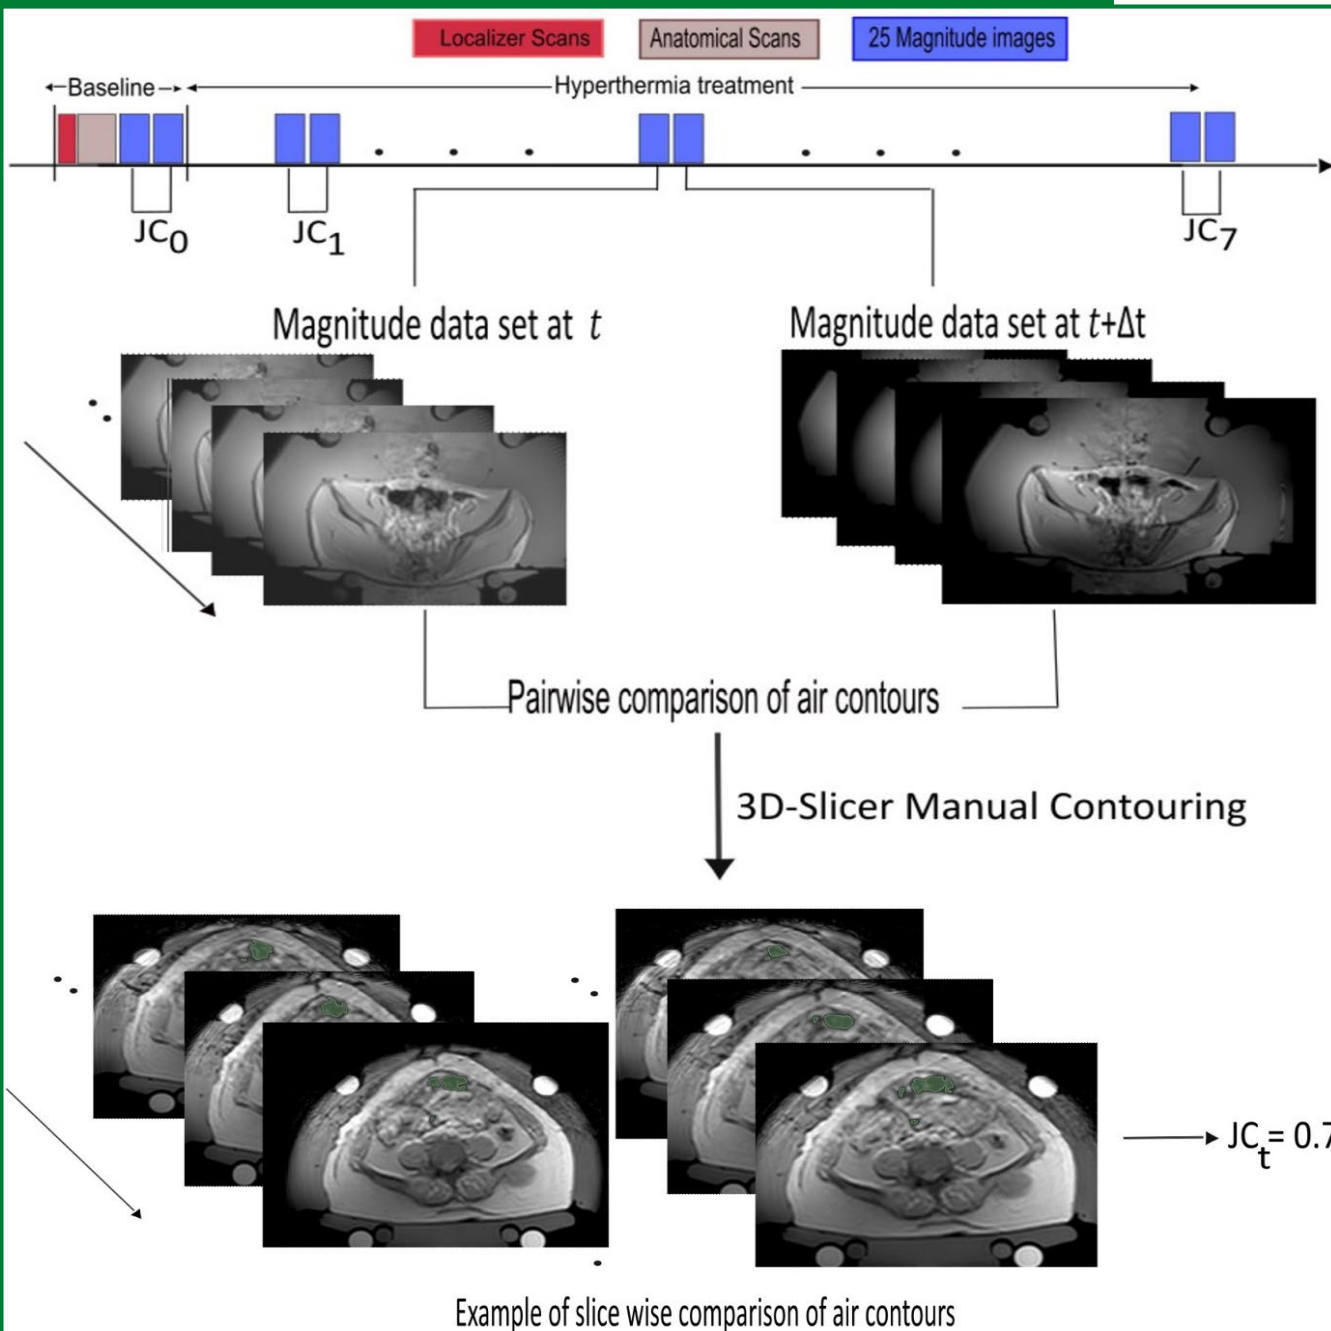 Localizer Scans
Anatomical Scans
25 Magnitude images
Baseline
Hyperthermia treatment
JC0
JC1
JC7
Magnitude data set at t
Magnitude data set at t+Δt
Pairwise comparison of air contours
3D-Slicer Manual Contouring
JCt= 0.7
Example of slice wise comparison of air contours